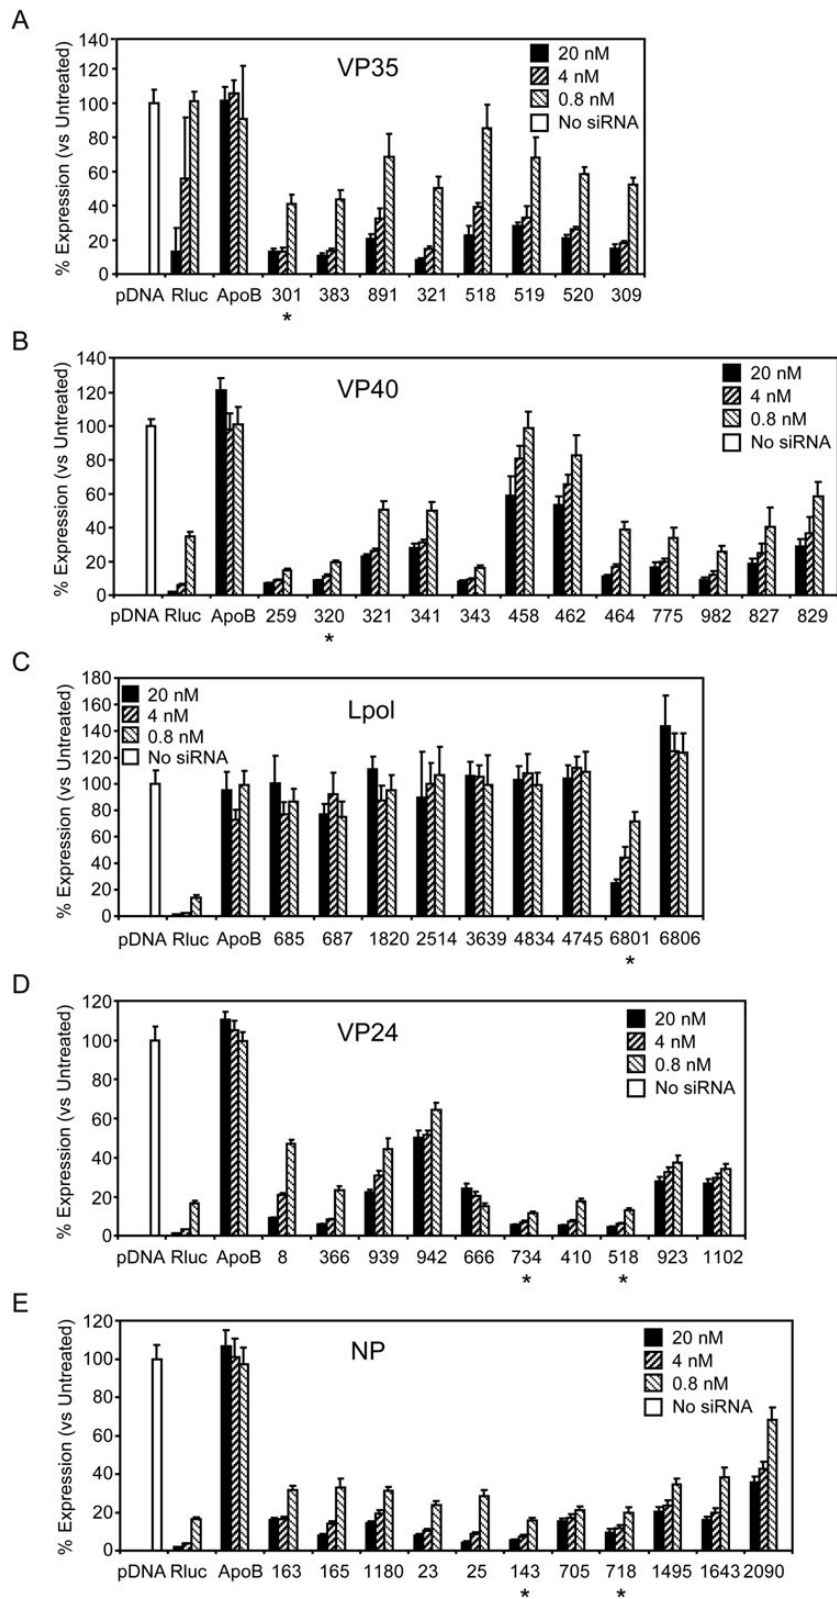 A
VP35
% Expression (vs Untreated)
140
120
100
80
60
40
20
0
20 nM
4 nM
0.8 nM
No siRNA
pDNA Rluc ApoB 301 383 891 321 518 519 520 309
*
B
VP40
% Expression (vs Untreated)
140
120
100
80
60
40
20
0
20 nM
4 nM
0.8 nM
No siRNA
pDNA Rluc ApoB 259 320 321 341 343 458 462 464 775 982 827 829
*
C
Lpol
% Expression (vs Untreated)
180
160
140
120
100
80
60
40
20
0
20 nM
4 nM
0.8 nM
No siRNA
pDNA Rluc ApoB 685 687 1820 2514 3639 4834 4745 6801 6806
*
D
VP24
% Expression (vs Untreated)
120
100
80
60
40
20
0
20 nM
4 nM
0.8 nM
No siRNA
pDNA Rluc ApoB 8 366 939 942 666 734 410 518 923 1102
* *
E
NP
% Expression (vs Untreated)
120
100
80
60
40
20
0
20 nM
4 nM
0.8 nM
No siRNA
pDNA Rluc ApoB 163 165 1180 23 25 143 705 718 1495 1643 2090
* *